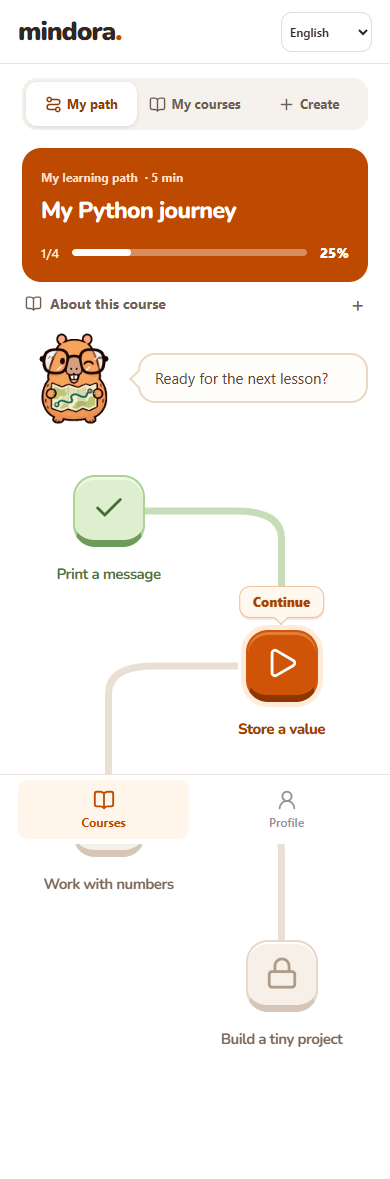 mindora.
English
My path
My courses
Create
My learning path · 5 min
My Python journey
1/4
25%
About this course
Ready for the next lesson?
Print a message
Continue
Store a value
Courses
Profile
Work with numbers
Build a tiny project